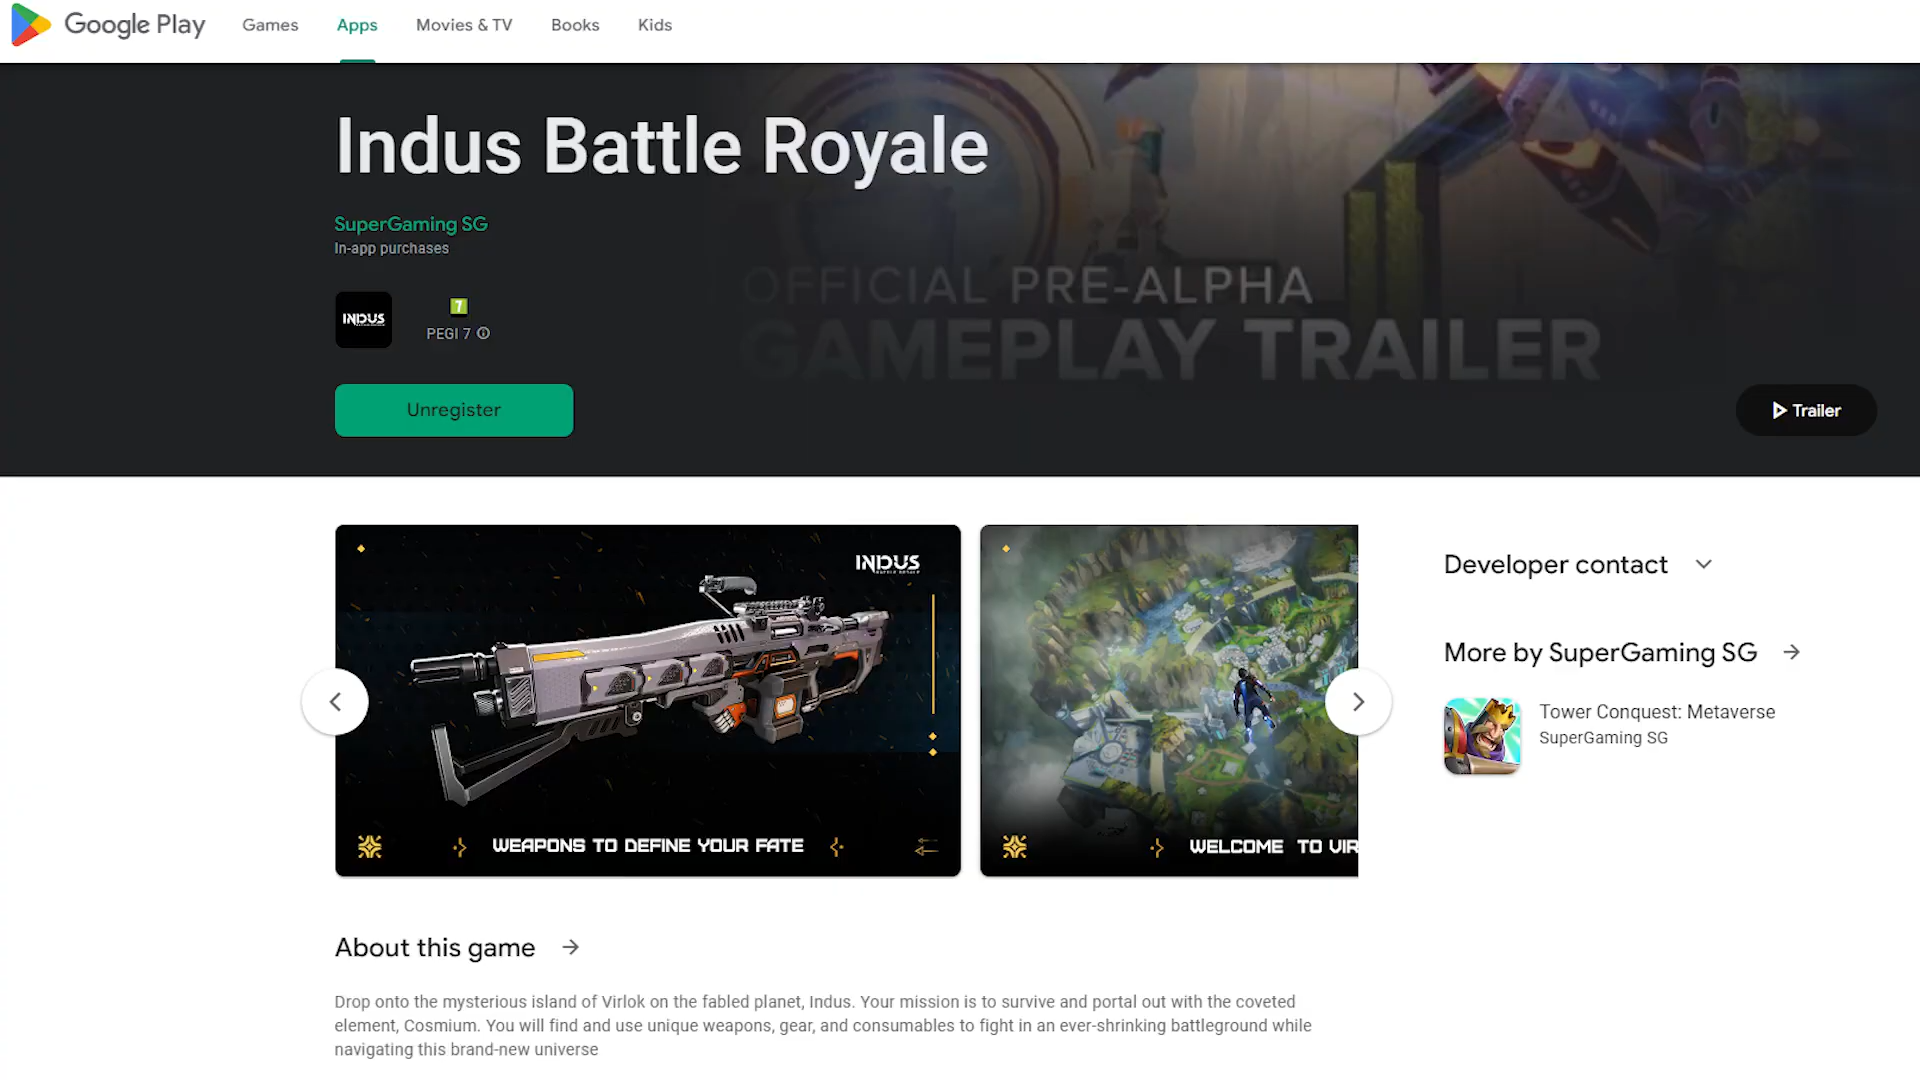 Google Play Games Apps Movies & TV Books Kids
Indus Battle Royale
SuperGaming SG
In-app purchases
OFFICIAL PRE-ALPHA
GAMEPLAY TRAILER
INDUS
7
PEGI 7
Unregister
Trailer
INDUS
WEAPONS TO DEFINE YOUR FATE
WELCOME TO VIR
Developer contact
More by SuperGaming SG
Tower Conquest: Metaverse
SuperGaming SG
About this game
Drop onto the mysterious island of Virlok on the fabled planet, Indus. Your mission is to survive and portal out with the coveted
element, Cosmium. You will find and use unique weapons, gear, and consumables to fight in an ever-shrinking battleground while
navigating this brand-new universe